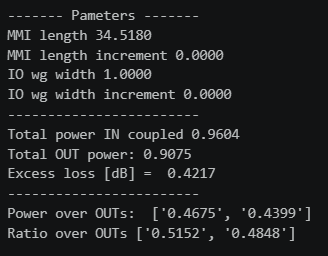 ------- Pameters -------
MMI length 34.5180
MMI length increment 0.0000
IO wg width 1.0000
IO wg width increment 0.0000
------------------------
Total power IN coupled 0.9604
Total OUT power: 0.9075
Excess loss [dB] =  0.4217
------------------------
Power over OUTs:  ['0.4675', '0.4399']
Ratio over OUTs ['0.5152', '0.4848']